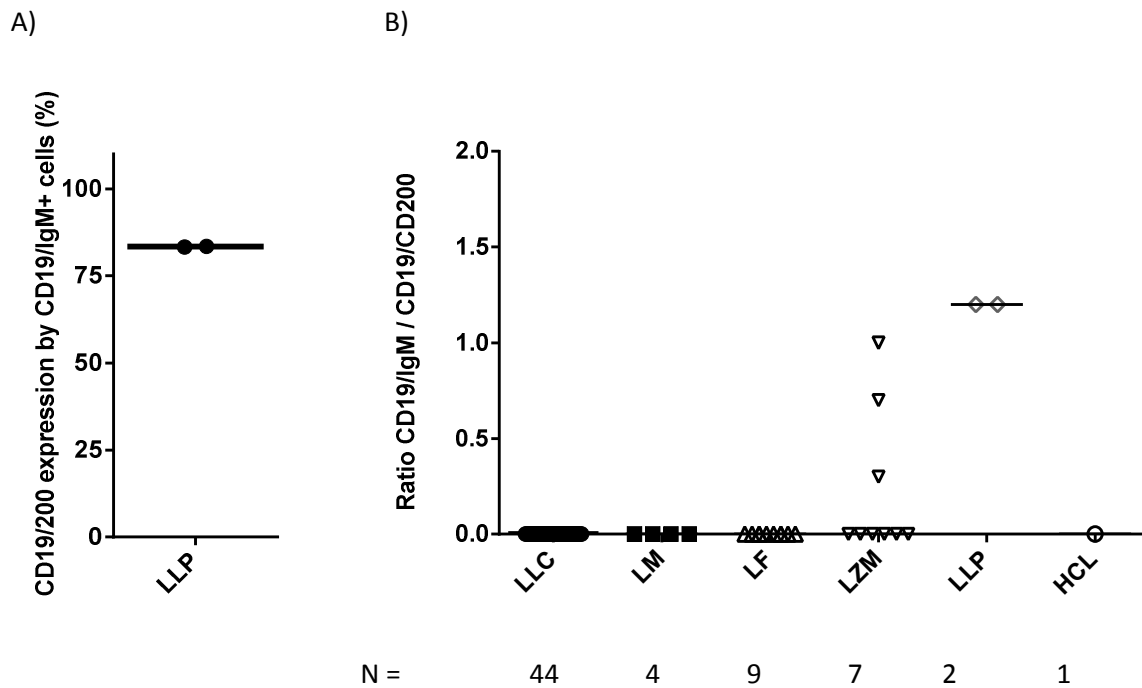 A)
B)
CD19/200 expression by CD19/IgM+ cells (%)
100
75
50
25
0
LLP
Ratio CD19/IgM / CD19/CD200
2.0
1.5
1.0
0.5
0.0
LLC LM LF LZM LLP HCL
N = 44 4 9 7 2 1